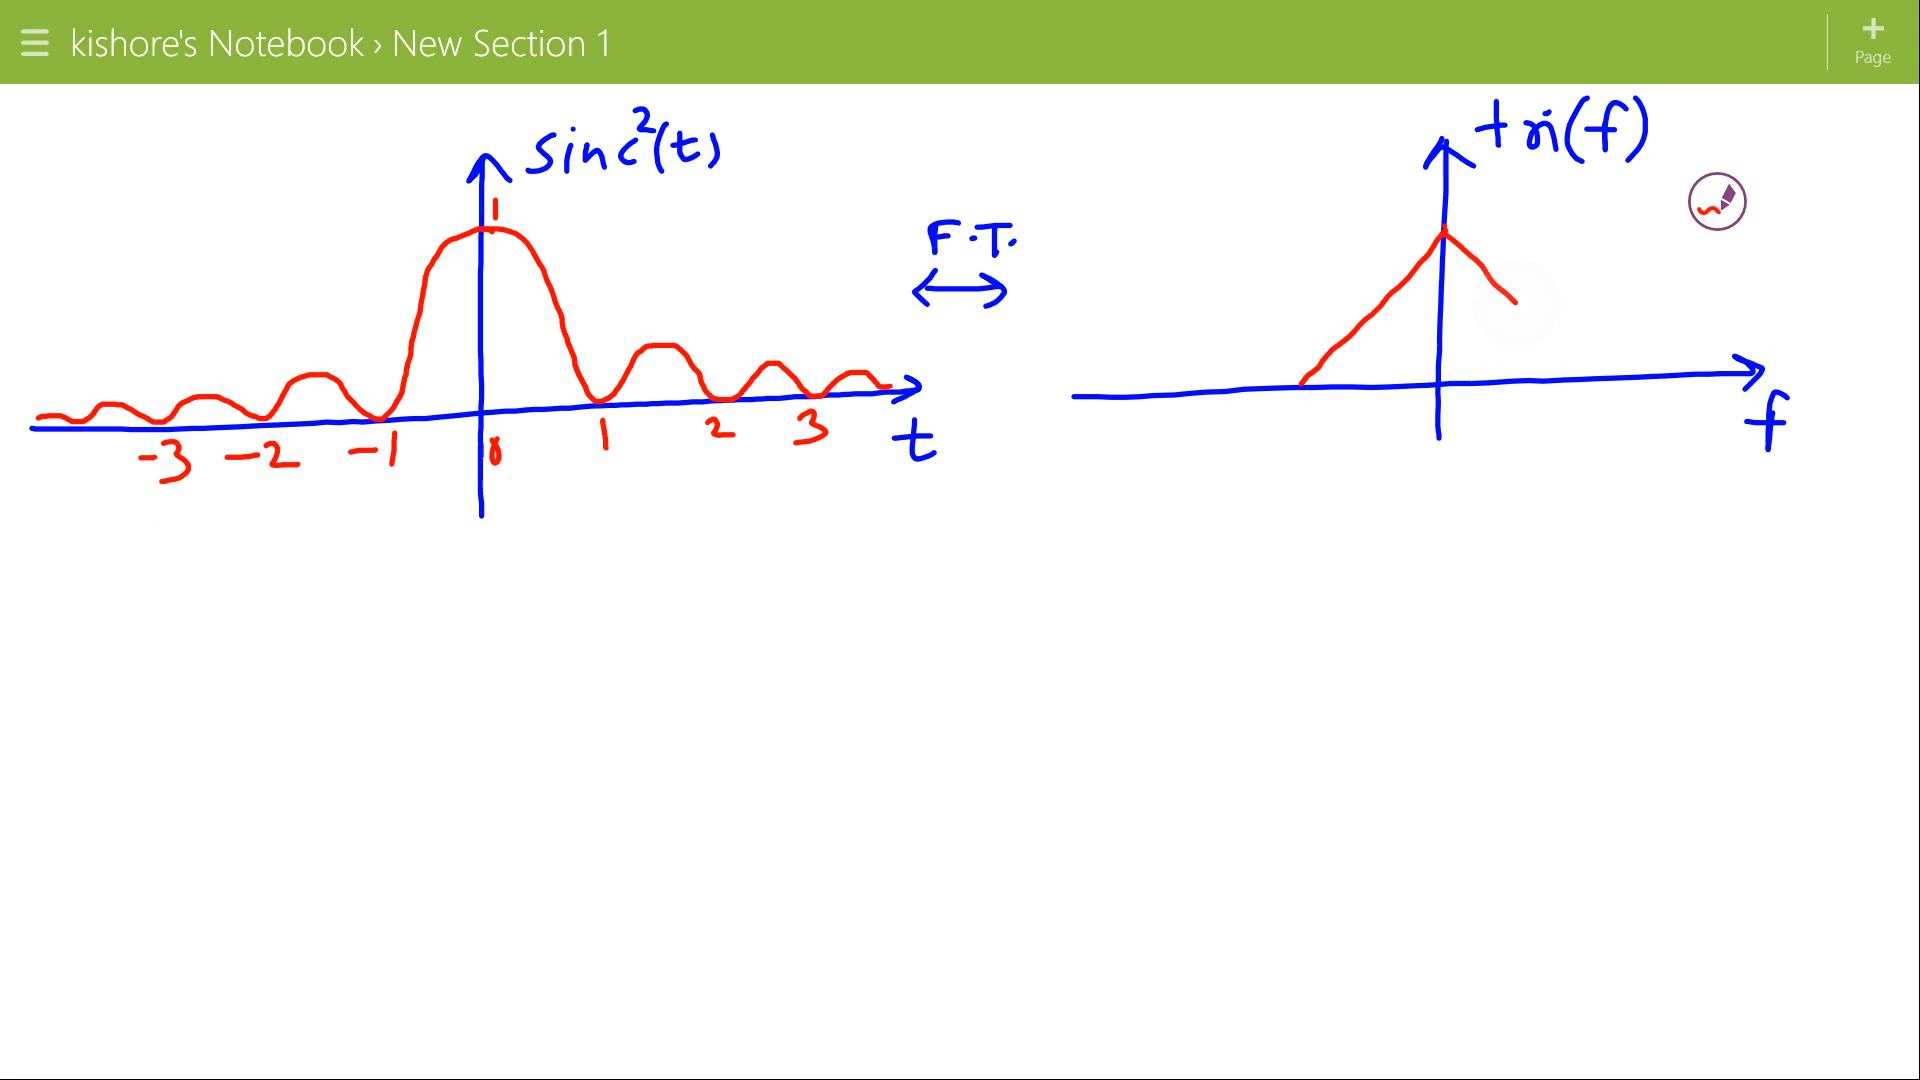 kishore's Notebook › New Section 1
Page
sinc²(t)
1
F.T.
-3 -2 -1 0 1 2 3
t
tri(f)
f